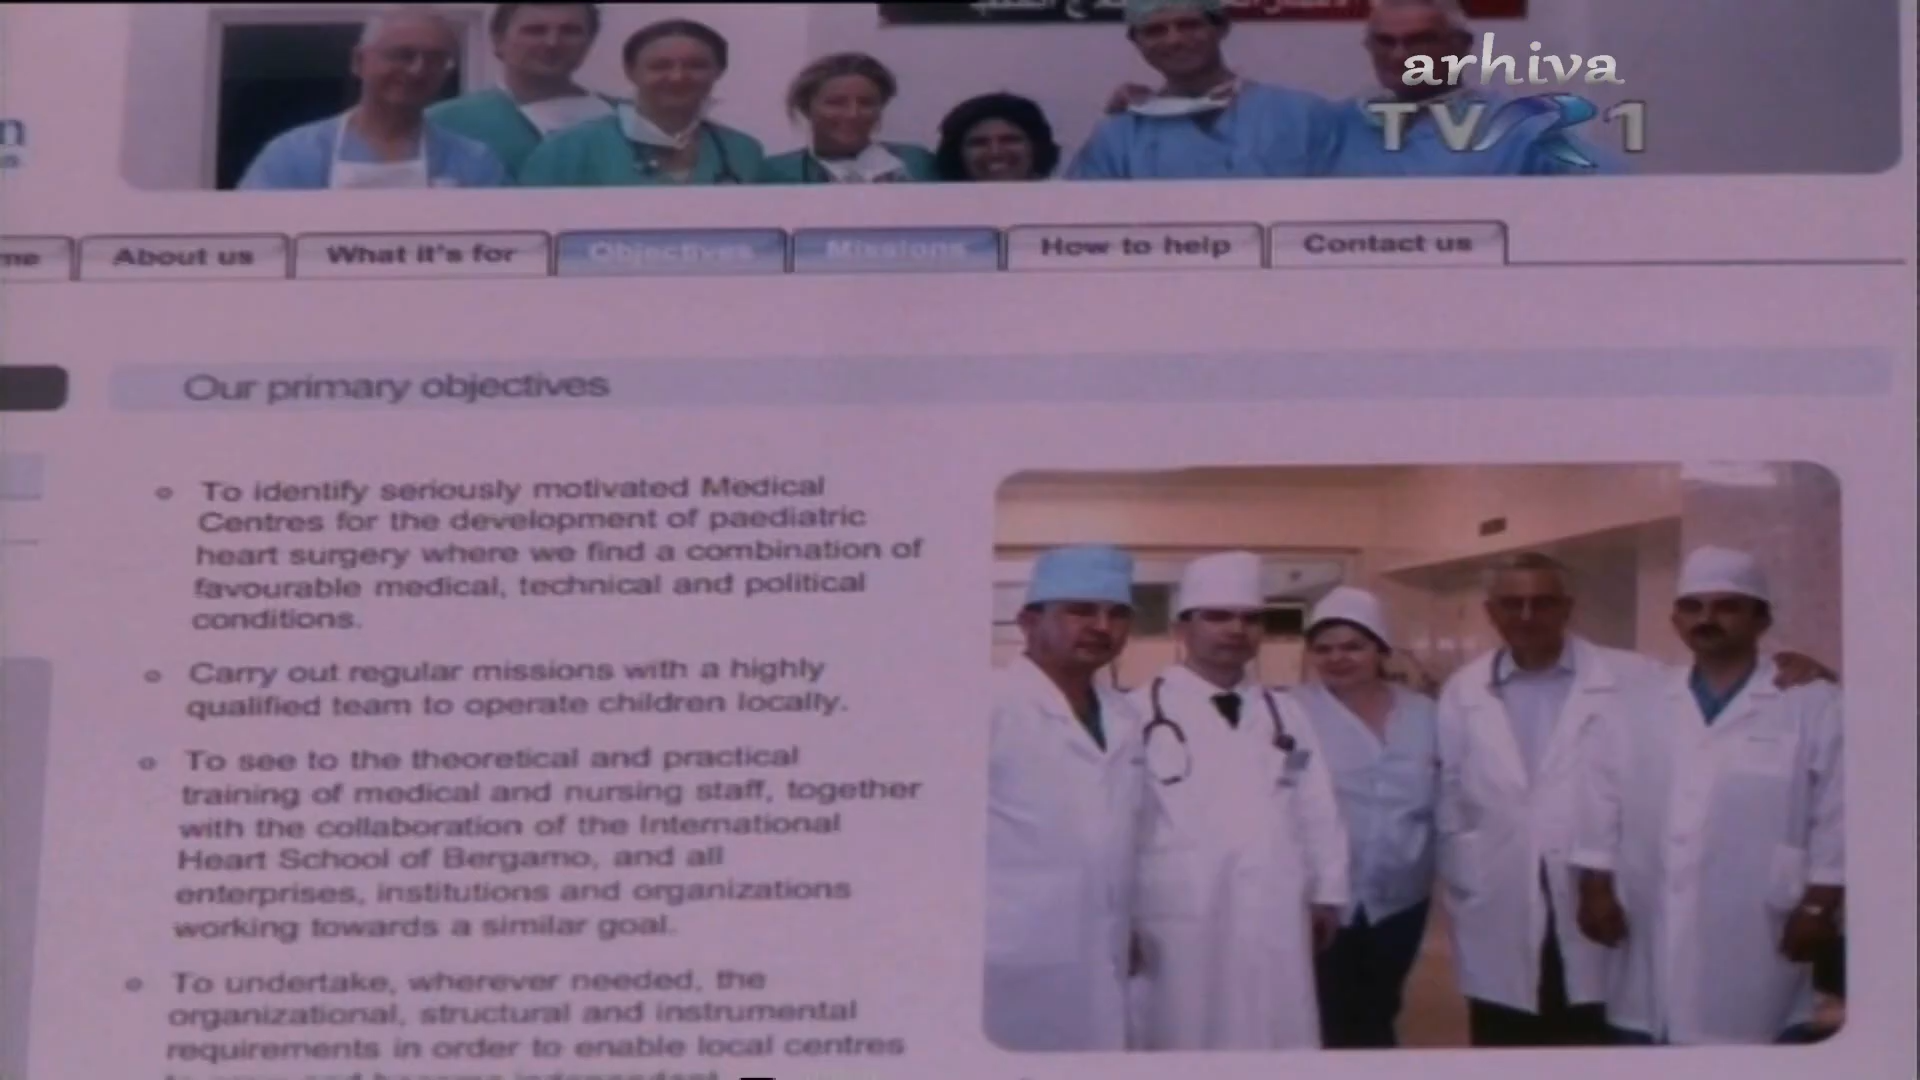 arhiva
TVR1
About us
What it's for
Objectives
Missions
How to help
Contact us
Our primary objectives
To identify seriously motivated Medical
Centres for the development of paediatric
heart surgery where we find a combination of
favourable medical, technical and political
conditions.
Carry out regular missions with a highly
qualified team to operate children locally.
To see to the theoretical and practical
training of medical and nursing staff, together
with the collaboration of the International
Heart School of Bergamo, and all
enterprises, institutions and organizations
working towards a similar goal.
To undertake, wherever needed, the
organizational, structural and instrumental
requirements in order to enable local centres